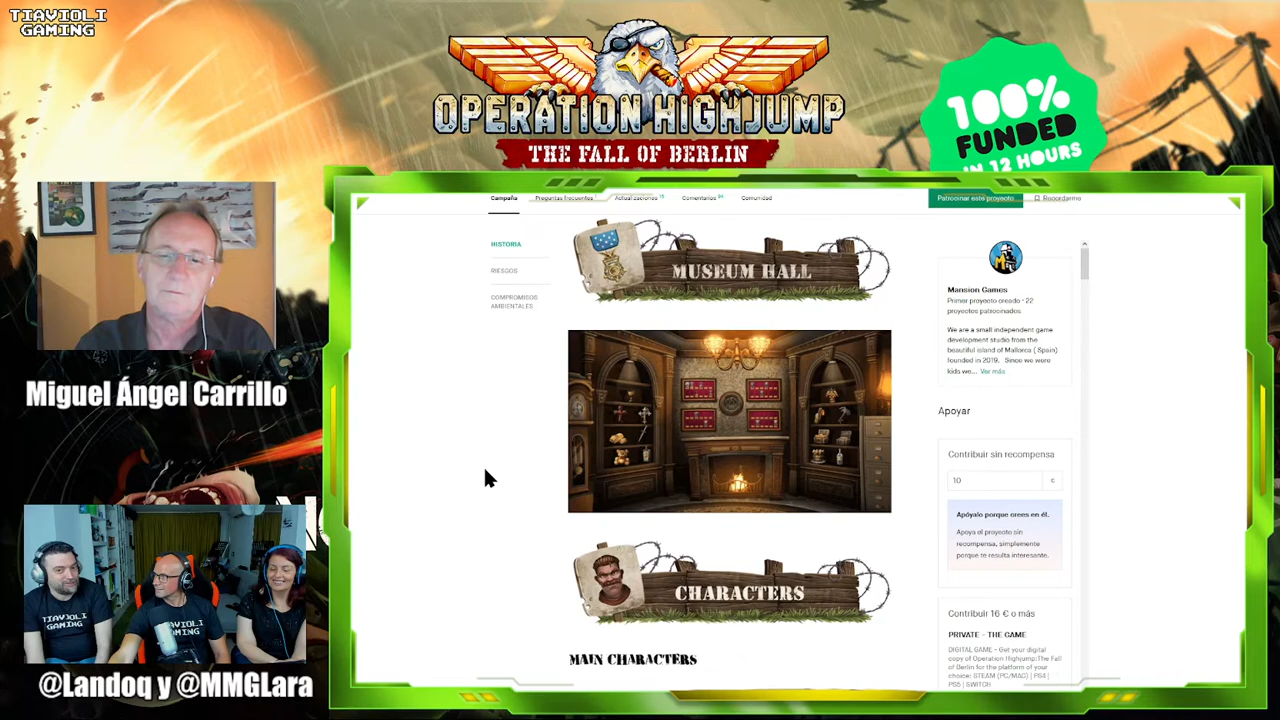 TIAVIOLI
GAMING
OPERATION HIGHJUMP
THE FALL OF BERLIN
100%
FUNDED
IN 12 HOURS
Campaña Preguntas frecuentes Actualizaciones Comentarios Comunidad Patrocinar este proyecto Recordarme
HISTORIA
RIESGOS
COMPROMISOS
AMBIENTALES
MUSEUM HALL
Mansion Games
Primer proyecto creado · 22
proyectos patrocinados
We are a small independent game
development studio from the
beautiful island of Mallorca ( Spain)
founded in 2019. Since we were
kids we... Ver más
Apoyar
Contribuir sin recompensa
10 €
Apóyalo porque crees en él.
Apoya el proyecto sin
recompensa, simplemente
porque te resulta interesante.
CHARACTERS
MAIN CHARACTERS
Contribuir 16 € o más
PRIVATE - THE GAME
DIGITAL GAME - Get your digital
copy of Operation Highjump:The Fall
of Berlin for the platform of your
choice: STEAM (PC/MAC) | PS4 |
PS5 | SWITCH
Miguel Ángel Carrillo
TIAVIOLI
GAMING